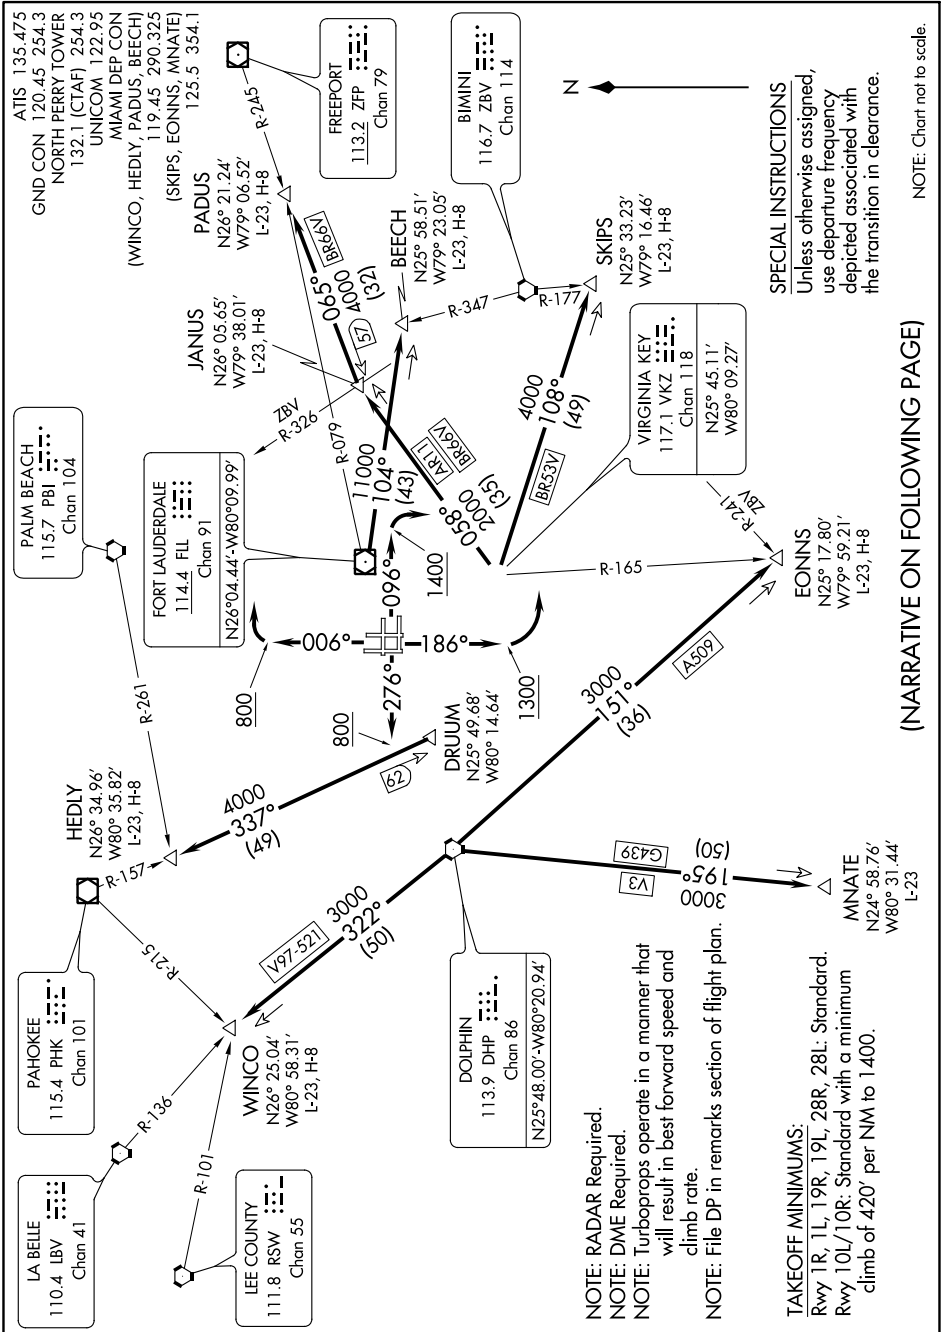 ATIS 135.475
GND CON 120.45 254.3
NORTH PERRY TOWER
132.1 (CTAF) 254.3
UNICOM 122.95
MIAMI DEP CON
(WINCO, HEDLY, PADUS, BEECH)
119.45 290.325
(SKIPS, EONNS, MNATE)
125.5 354.1
LA BELLE
110.4 LBV
Chan 41
PAHOKEE
115.4 PHK
Chan 101
LEE COUNTY
111.8 RSW
Chan 55
R-136
R-101
R-215
R-157
WINCO
N26° 25.04'
W80° 58.31'
L-23, H-8
HEDLY
N26° 34.96'
W80° 35.82'
L-23, H-8
PALM BEACH
115.7 PBI
Chan 104
R-261
FORT LAUDERDALE
114.4 FLL
Chan 91
N26°04.44'-W80°09.99'
JANUS
N26° 05.65'
W79° 38.01'
L-23, H-8
PADUS
N26° 21.24'
W79° 06.52'
L-23, H-8
R-245
FREEPORT
113.2 ZFP
Chan 79
ZBV
R-326
R-079
BR66V
065°
4000
(32)
57
BEECH
N25° 58.51'
W79° 23.05'
L-23, H-8
11000
104°
(43)
BIMINI
116.7 ZBV
Chan 114
R-347
R-177
N
SKIPS
N25° 33.23'
W79° 16.46'
L-23, H-8
4000
108°
(49)
BR53V
AR11
BR66V
058°
2000
(35)
VIRGINIA KEY
117.1 VKZ
Chan 118
N25° 45.11'
W80° 09.27'
800
006°
096°
1400
276°
800
186°
1300
4000
337°
(49)
62
DRUUM
N25° 49.68'
W80° 14.64'
V97-521
3000
322°
(50)
DOLPHIN
113.9 DHP
Chan 86
N25°48.00'-W80°20.94'
3000
151°
(36)
A509
R-165
R-241
ZBV
EONNS
N25° 17.80'
W79° 59.21'
L-23, H-8
V3
G439
3000
195°
(50)
MNATE
N24° 58.76'
W80° 31.44'
L-23
NOTE: RADAR Required.
NOTE: DME Required.
NOTE: Turboprops operate in a manner that
will result in best forward speed and
climb rate.
NOTE: File DP in remarks section of flight plan.
TAKEOFF MINIMUMS:
Rwy 1R, 1L, 19R, 19L, 28R, 28L: Standard.
Rwy 10L/10R: Standard with a minimum
climb of 420' per NM to 1400.
SPECIAL INSTRUCTIONS
Unless otherwise assigned,
use departure frequency
depicted associated with
the transition in clearance.
(NARRATIVE ON FOLLOWING PAGE)
NOTE: Chart not to scale.